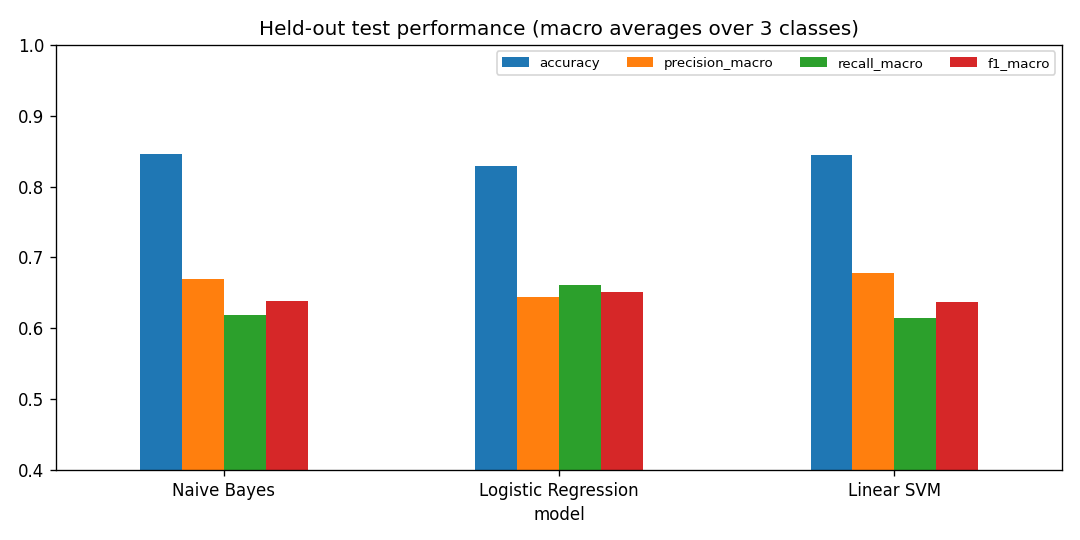 Held-out test performance (macro averages over 3 classes)
accuracy precision_macro recall_macro f1_macro
1.0
0.9
0.8
0.7
0.6
0.5
0.4
Naive Bayes Logistic Regression Linear SVM
model